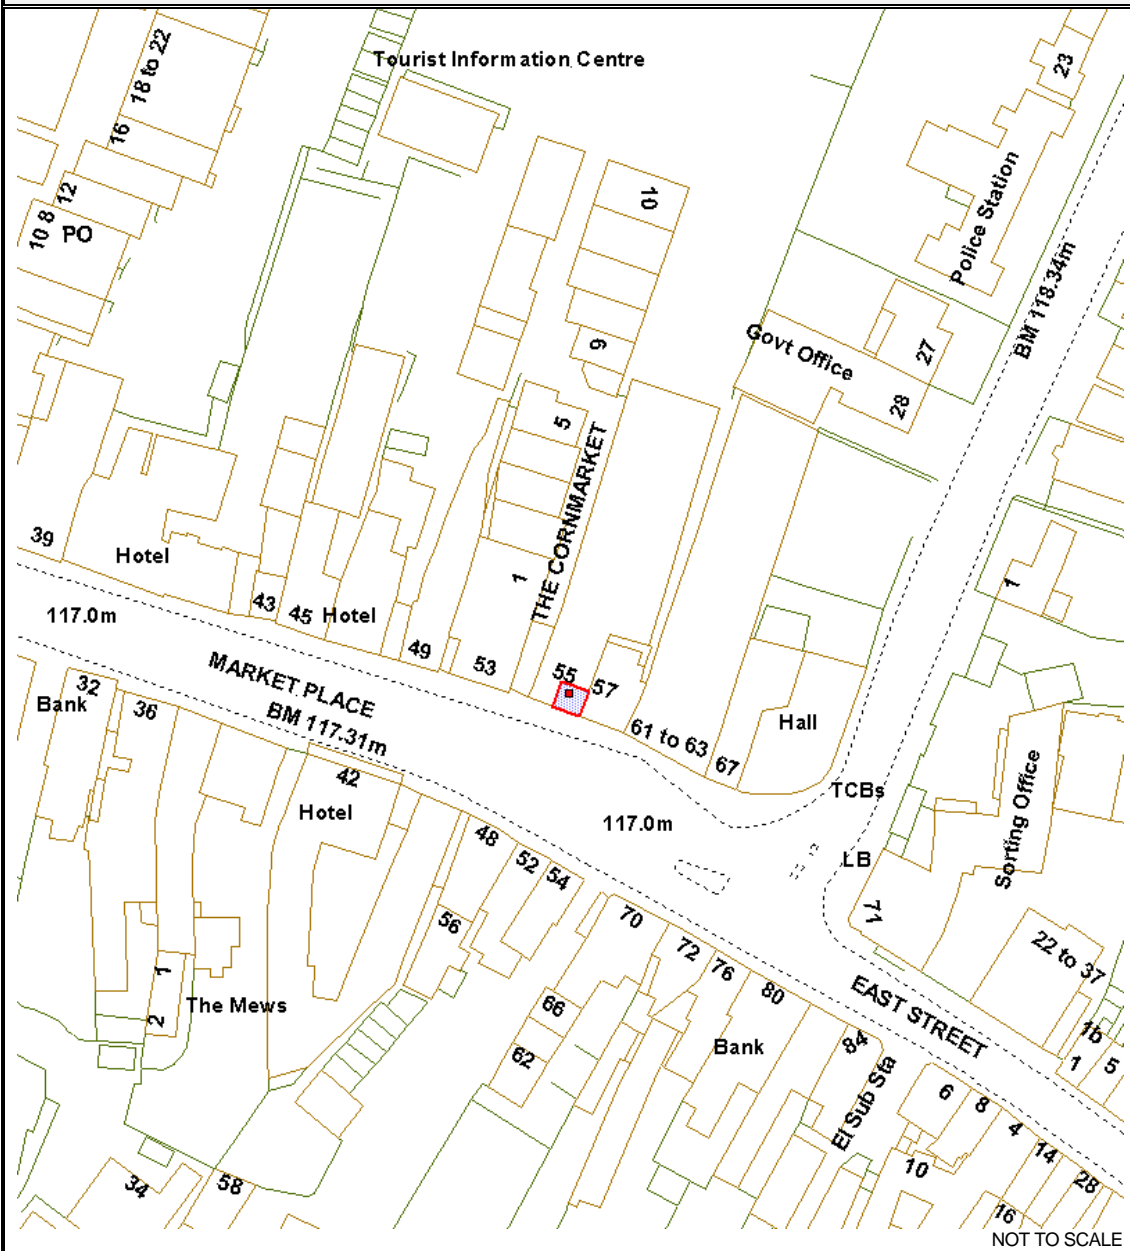 Tourist Information Centre
18 to 22
23
16
12
10 8
PO
10
Police Station
BM 118.34m
9
Govt Office
27
28
5
THE CORNMARKET
39
Hotel
1
1
117.0m
43
45
Hotel
49
53
55
57
MARKET PLACE
BM 117.31m
32
Bank
36
61 to 63
67
Hall
42
Hotel
TCBs
117.0m
48
LB
Sorting Office
52
54
56
70
71
72
76
80
22 to 37
EAST STREET
1
The Mews
2
66
62
Bank
84
El Sub Sta
1b
1
5
6
8
4
14
28
10
16
34
58
NOT TO SCALE